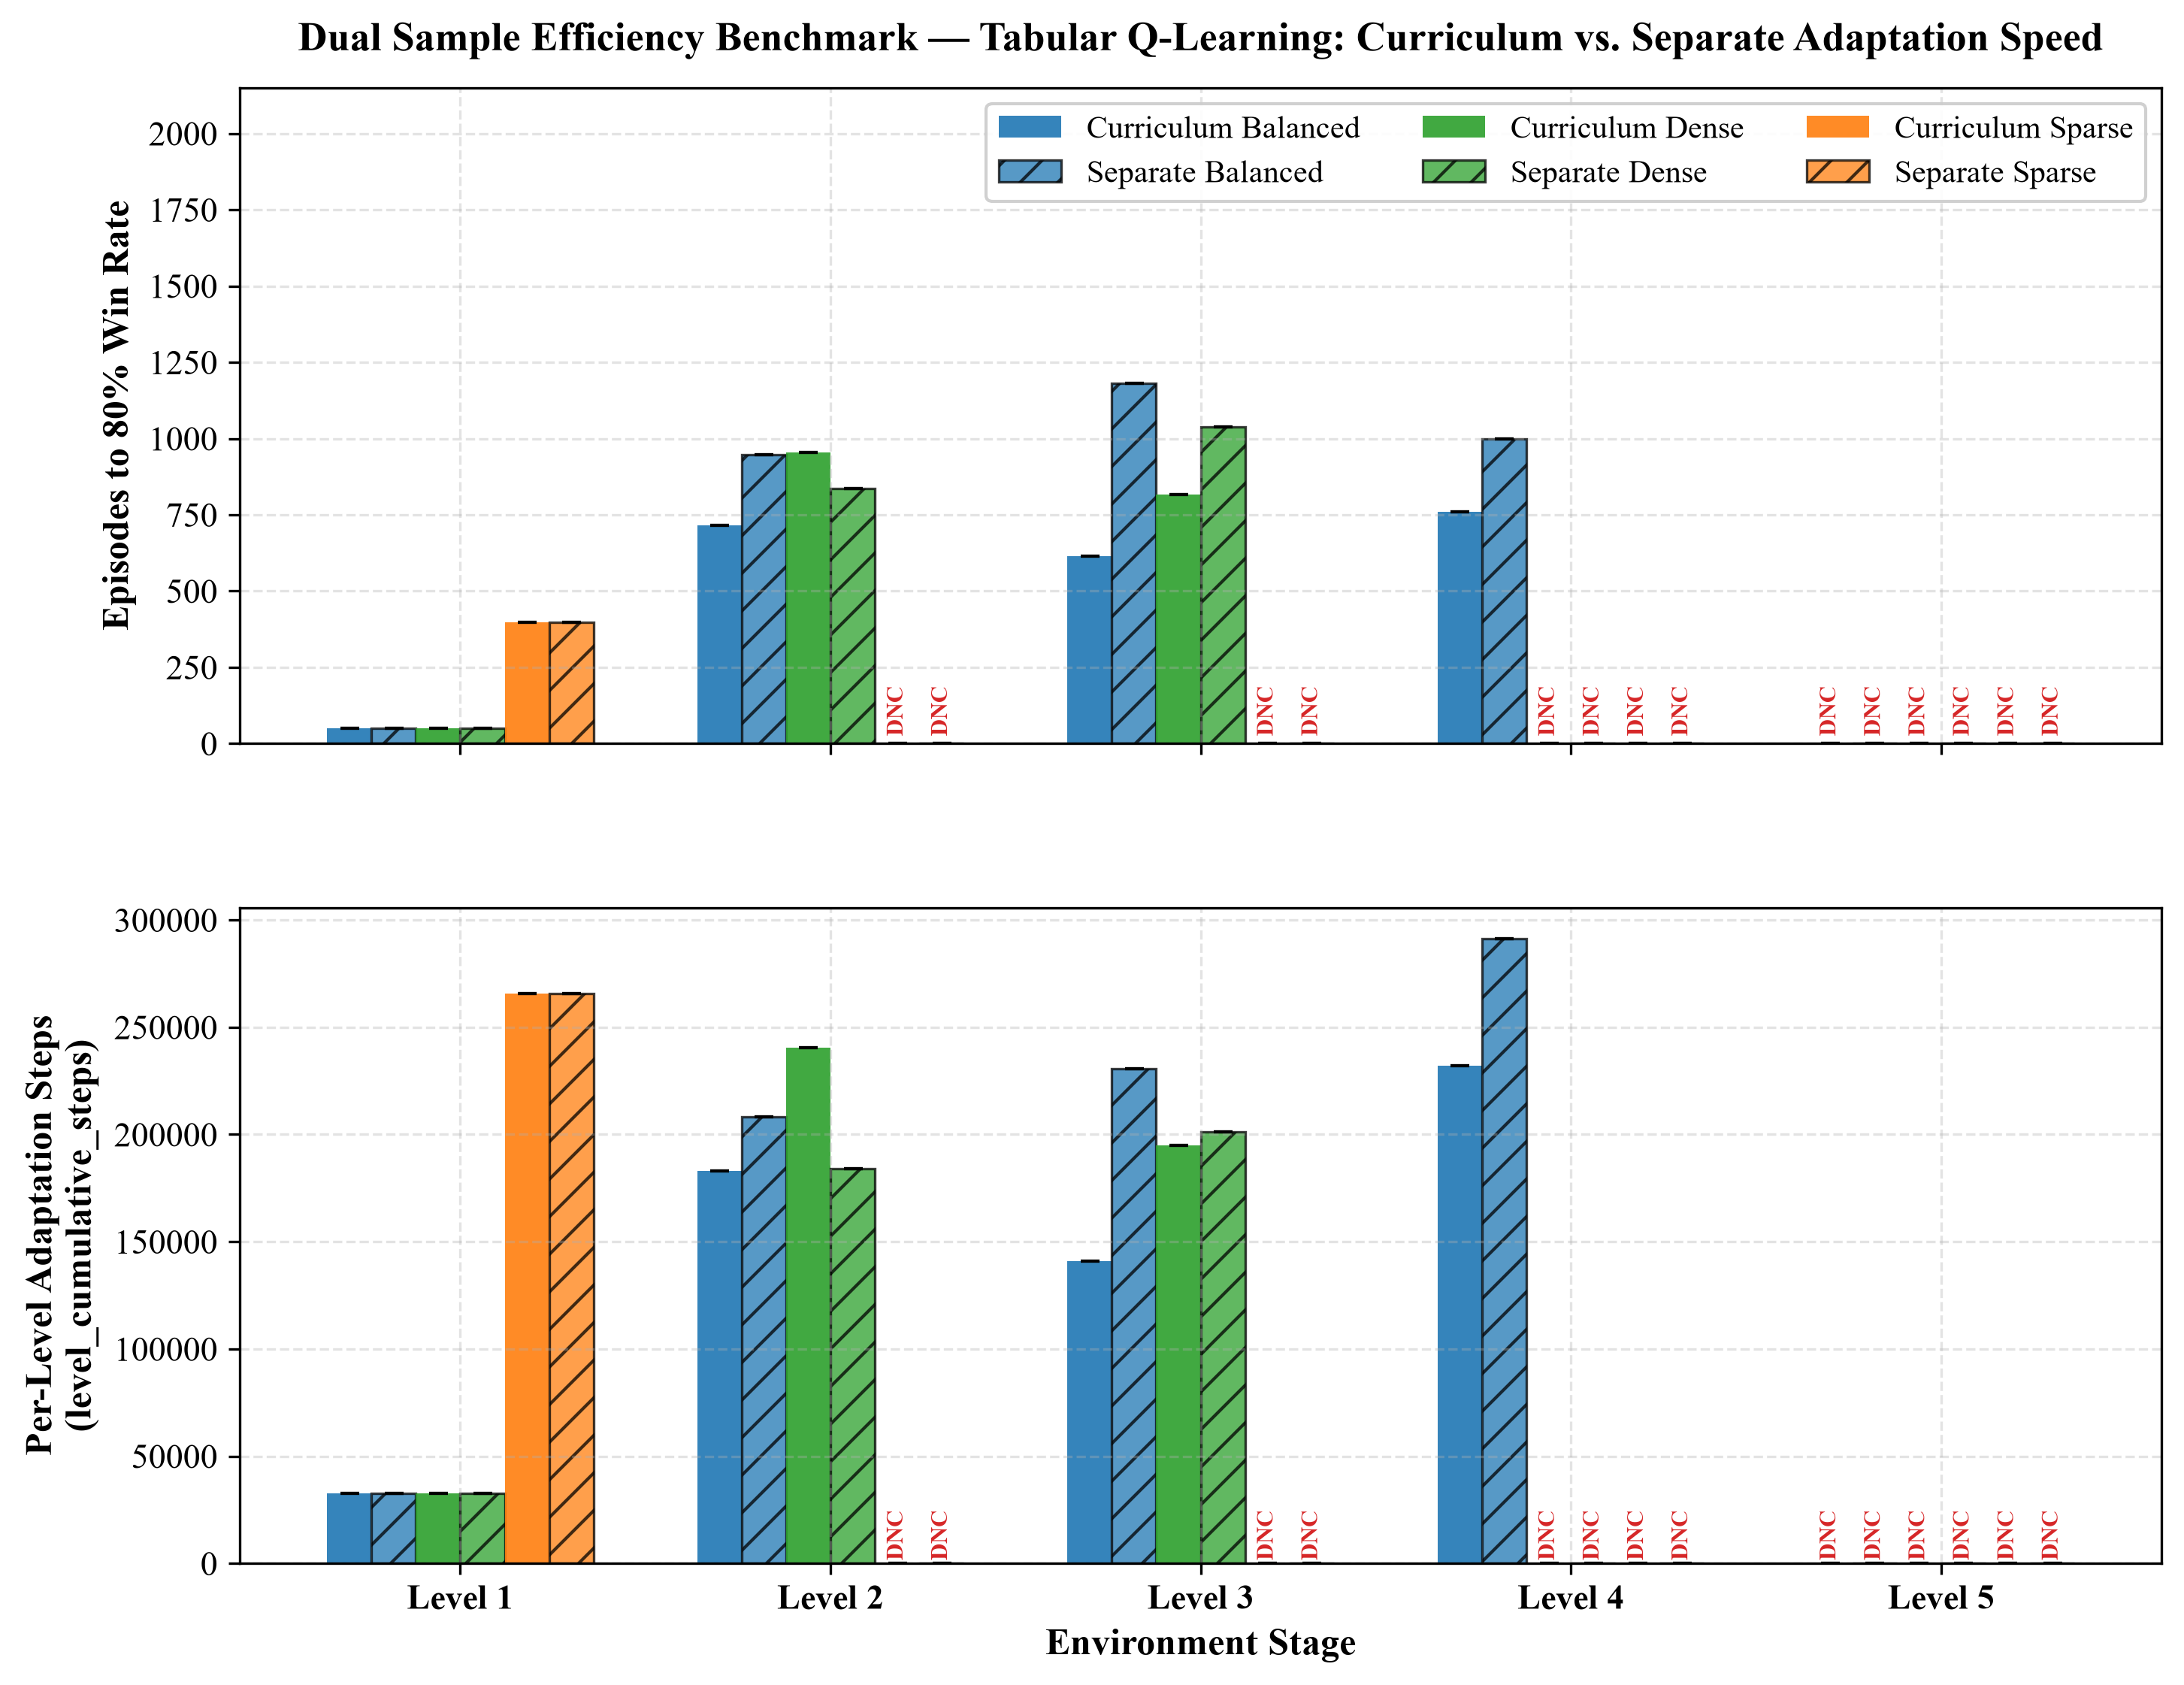 Dual Sample Efficiency Benchmark — Tabular Q-Learning: Curriculum vs. Separate Adaptation Speed
Curriculum Balanced
Separate Balanced
Curriculum Dense
Separate Dense
Curriculum Sparse
Separate Sparse
Episodes to 80% Win Rate
2000
1750
1500
1250
1000
750
500
250
0
DNC DNC DNC DNC DNC DNC DNC DNC DNC DNC DNC DNC DNC DNC
Per-Level Adaptation Steps
(level_cumulative_steps)
300000
250000
200000
150000
100000
50000
0
DNC DNC DNC DNC DNC DNC DNC DNC DNC DNC DNC DNC DNC DNC
Level 1 Level 2 Level 3 Level 4 Level 5
Environment Stage